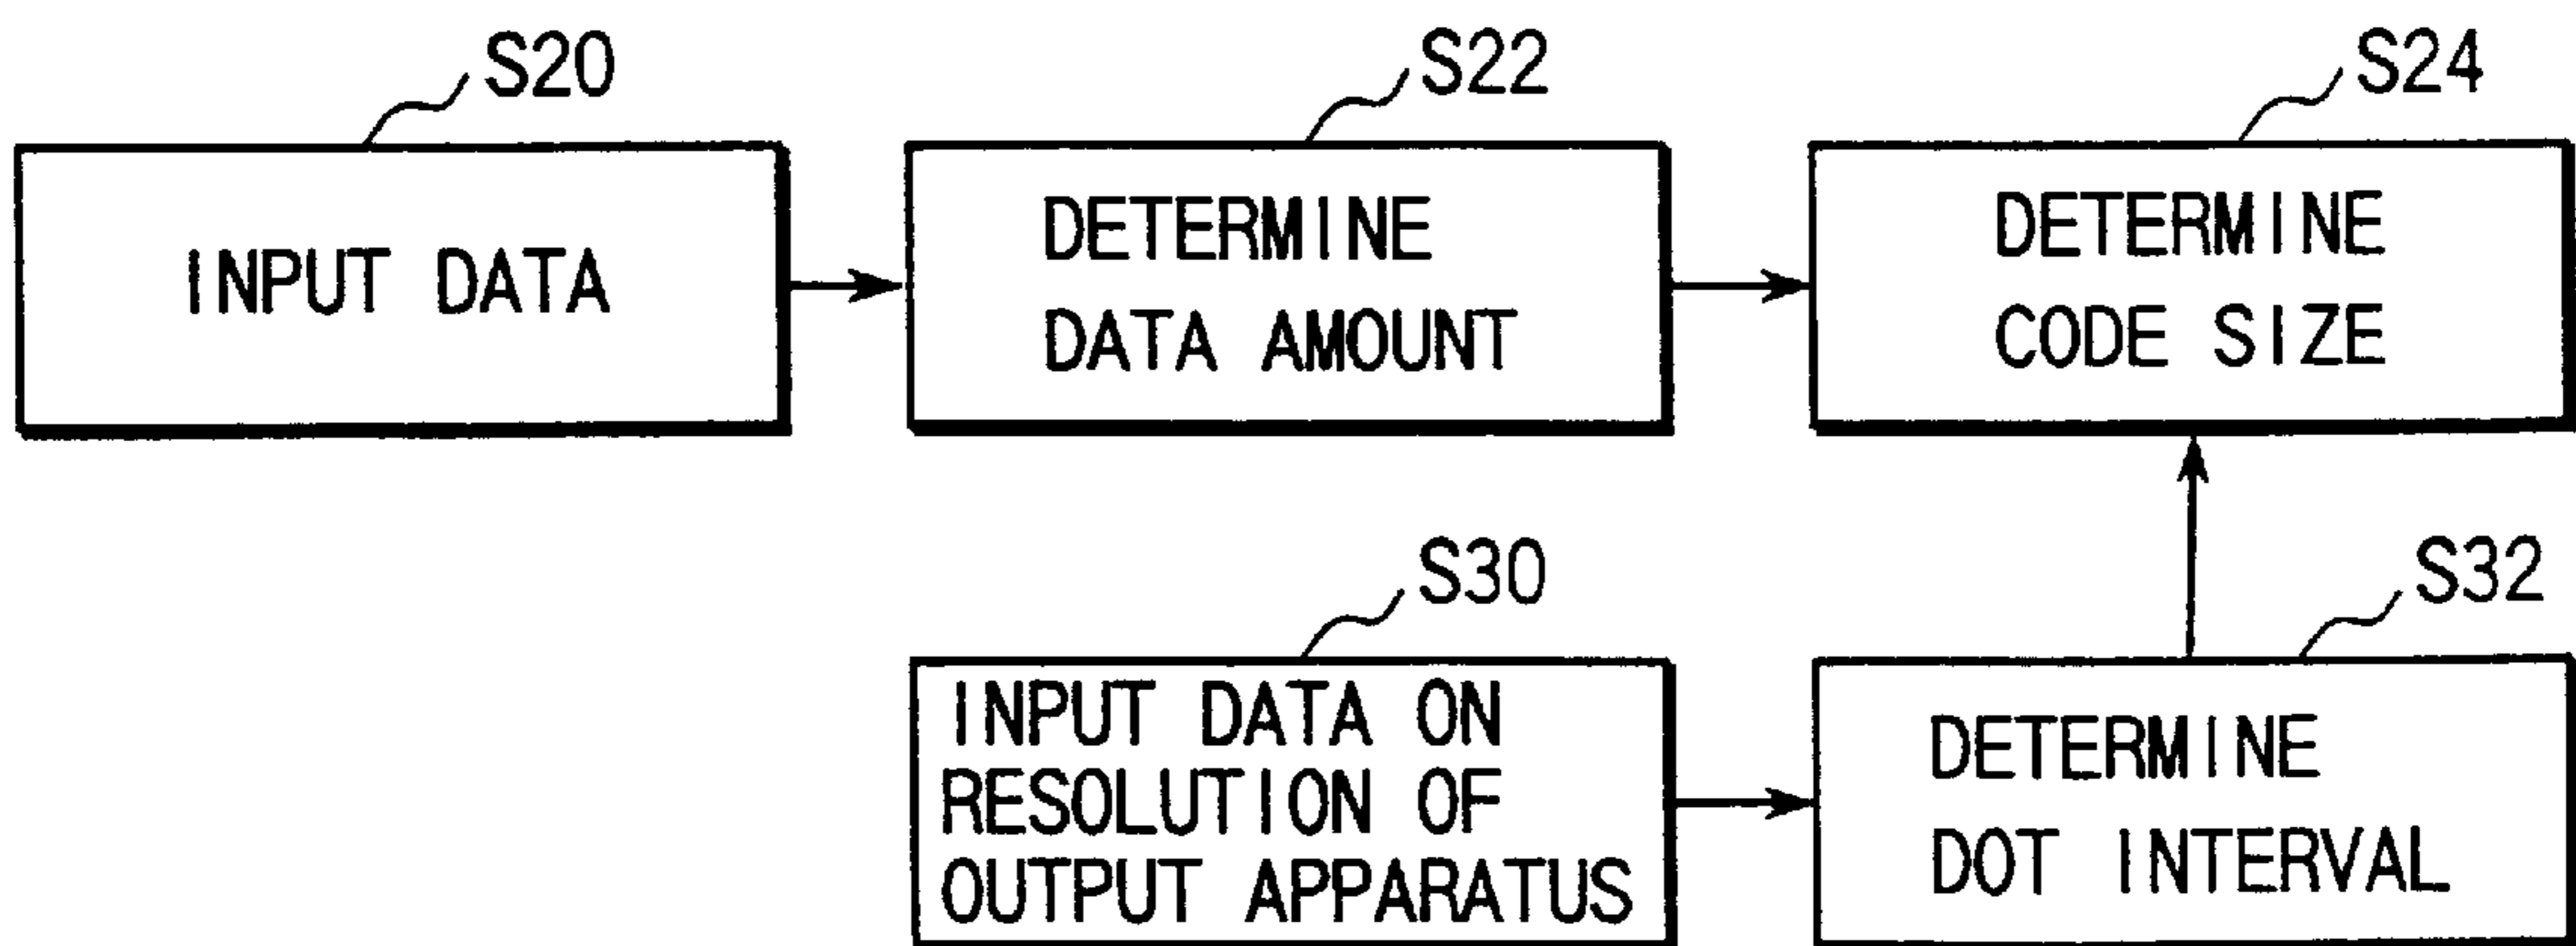 S20
S22
S24
INPUT DATA
DETERMINE
DATA AMOUNT
DETERMINE
CODE SIZE
S30
S32
INPUT DATA ON
RESOLUTION OF
OUTPUT APPARATUS
DETERMINE
DOT INTERVAL